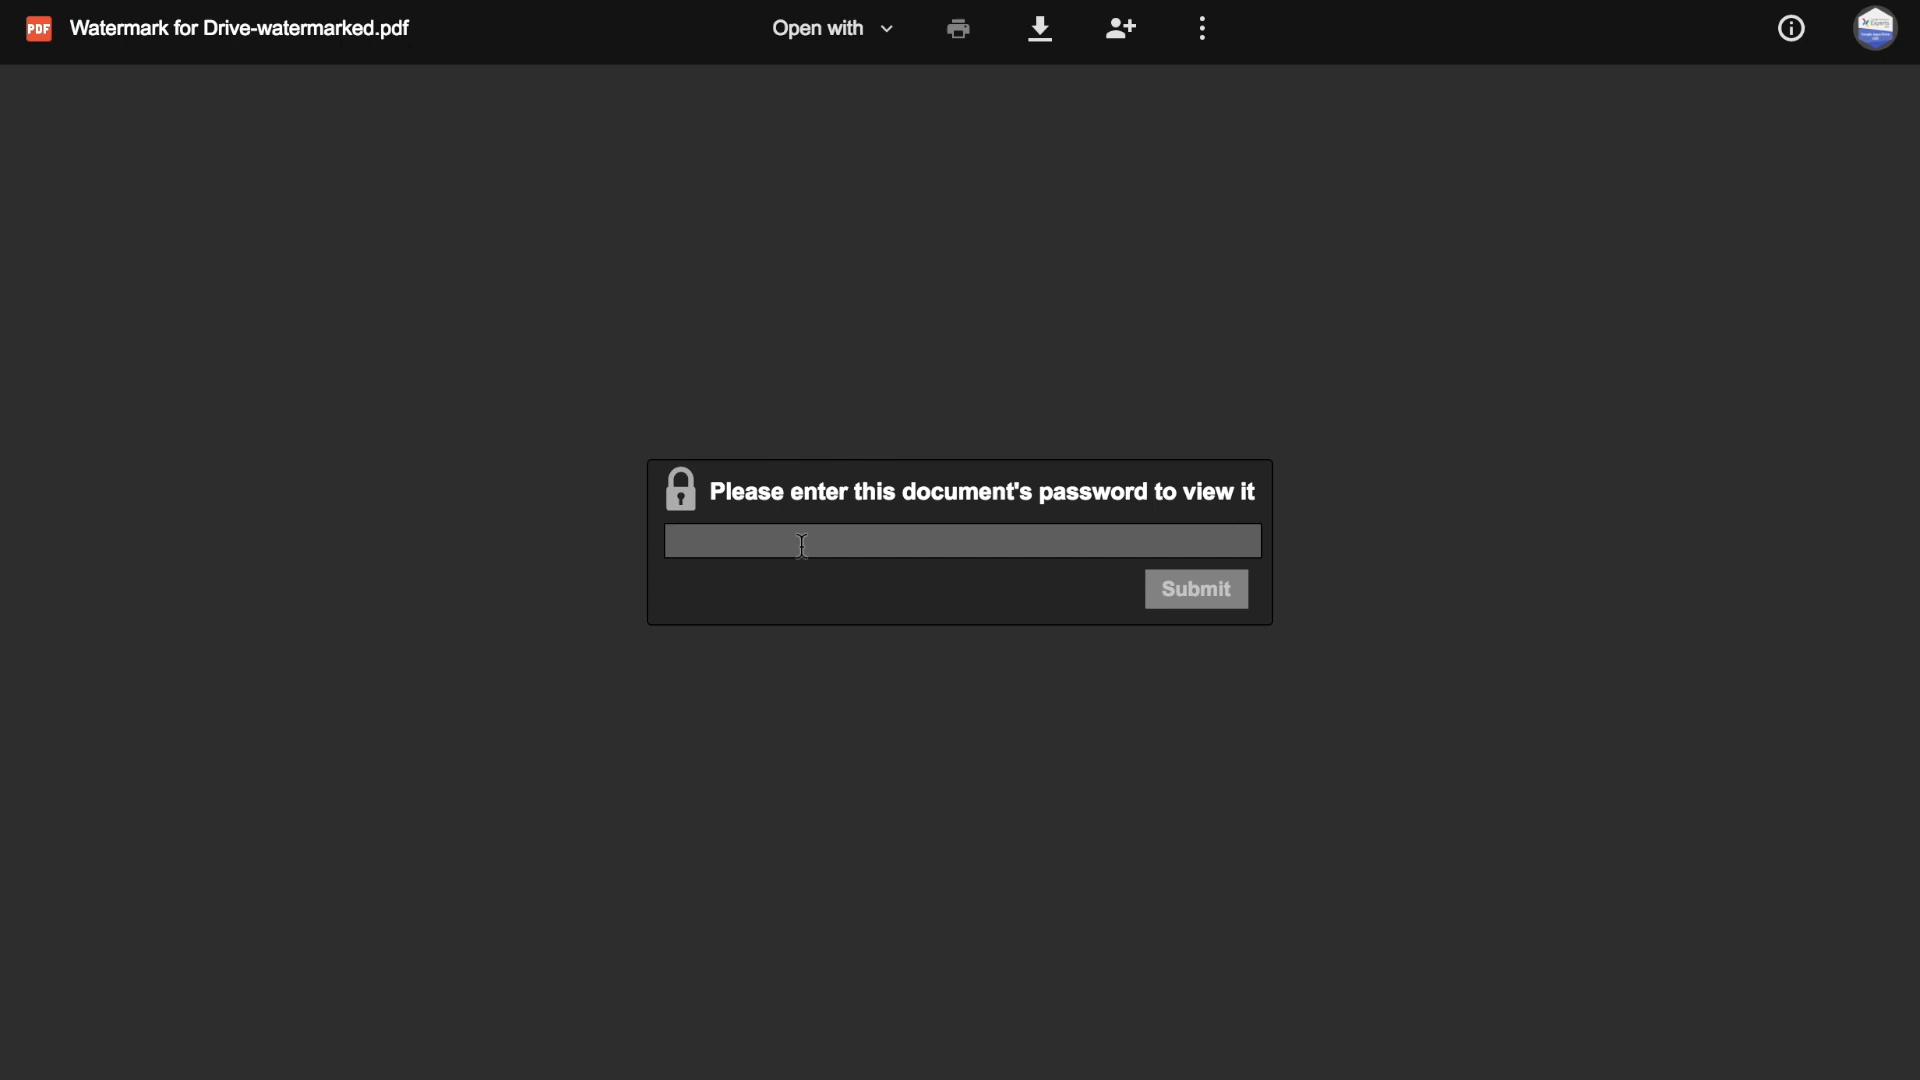 PDF Watermark for Drive-watermarked.pdf Open with
Please enter this document's password to view it
Submit